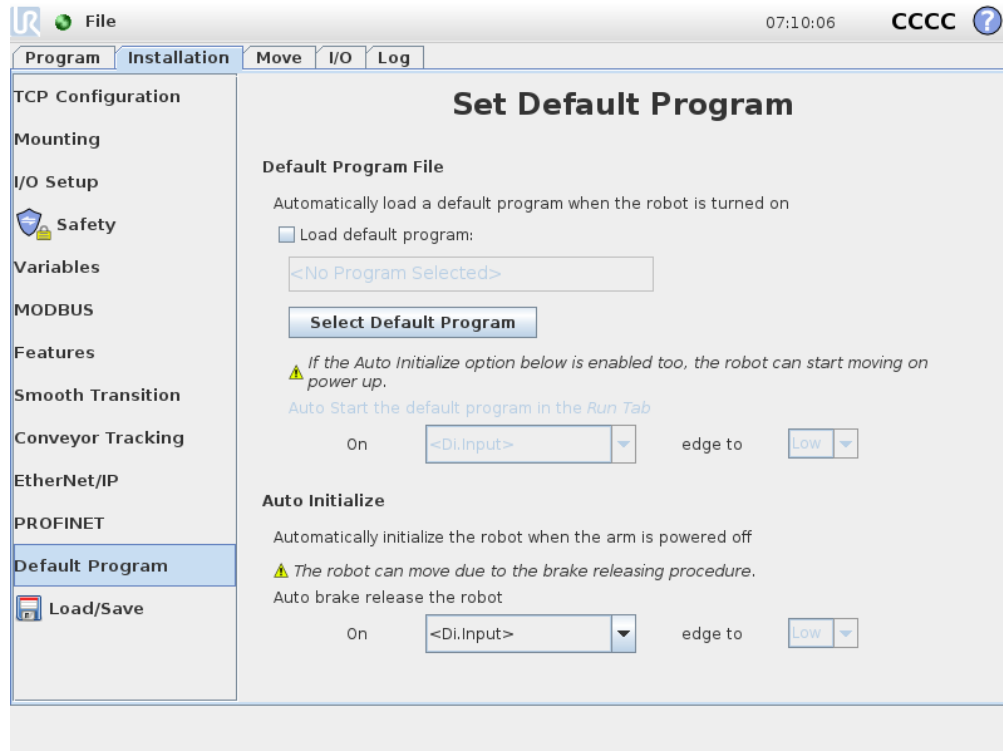 UR File 07:10:06 CCCC ?
Program Installation Move I/O Log
TCP Configuration
Mounting
I/O Setup
Safety
Variables
MODBUS
Features
Smooth Transition
Conveyor Tracking
EtherNet/IP
PROFINET
Default Program
Load/Save
Set Default Program
Default Program File
Automatically load a default program when the robot is turned on
Load default program:
<No Program Selected>
Select Default Program
If the Auto Initialize option below is enabled too, the robot can start moving on
power up.
Auto Start the default program in the Run Tab
On <Di.Input> edge to Low
Auto Initialize
Automatically initialize the robot when the arm is powered off
The robot can move due to the brake releasing procedure.
Auto brake release the robot
On <Di.Input> edge to Low